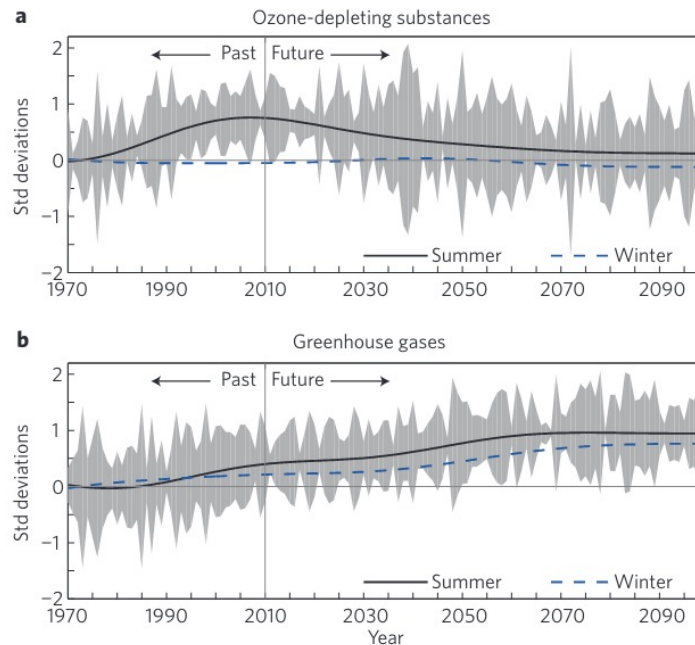 a
Ozone-depleting substances
Past Future
2
1
0
−1
−2
Std deviations
Summer Winter
1970 1990 2010 2030 2050 2070 2090
b
Greenhouse gases
Past Future
2
1
0
−1
−2
Std deviations
Summer Winter
1970 1990 2010 2030 2050 2070 2090
Year